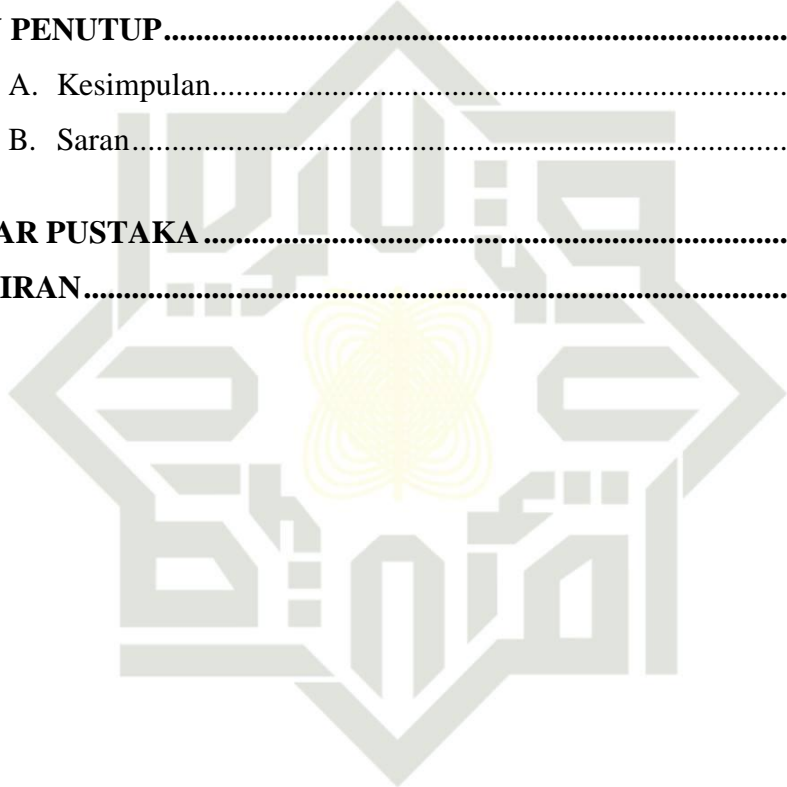 PENUTUP................................................................................
A. Kesimpulan........................................................................
B. Saran..................................................................................
AR PUSTAKA...........................................................................
IRAN.......................................................................................